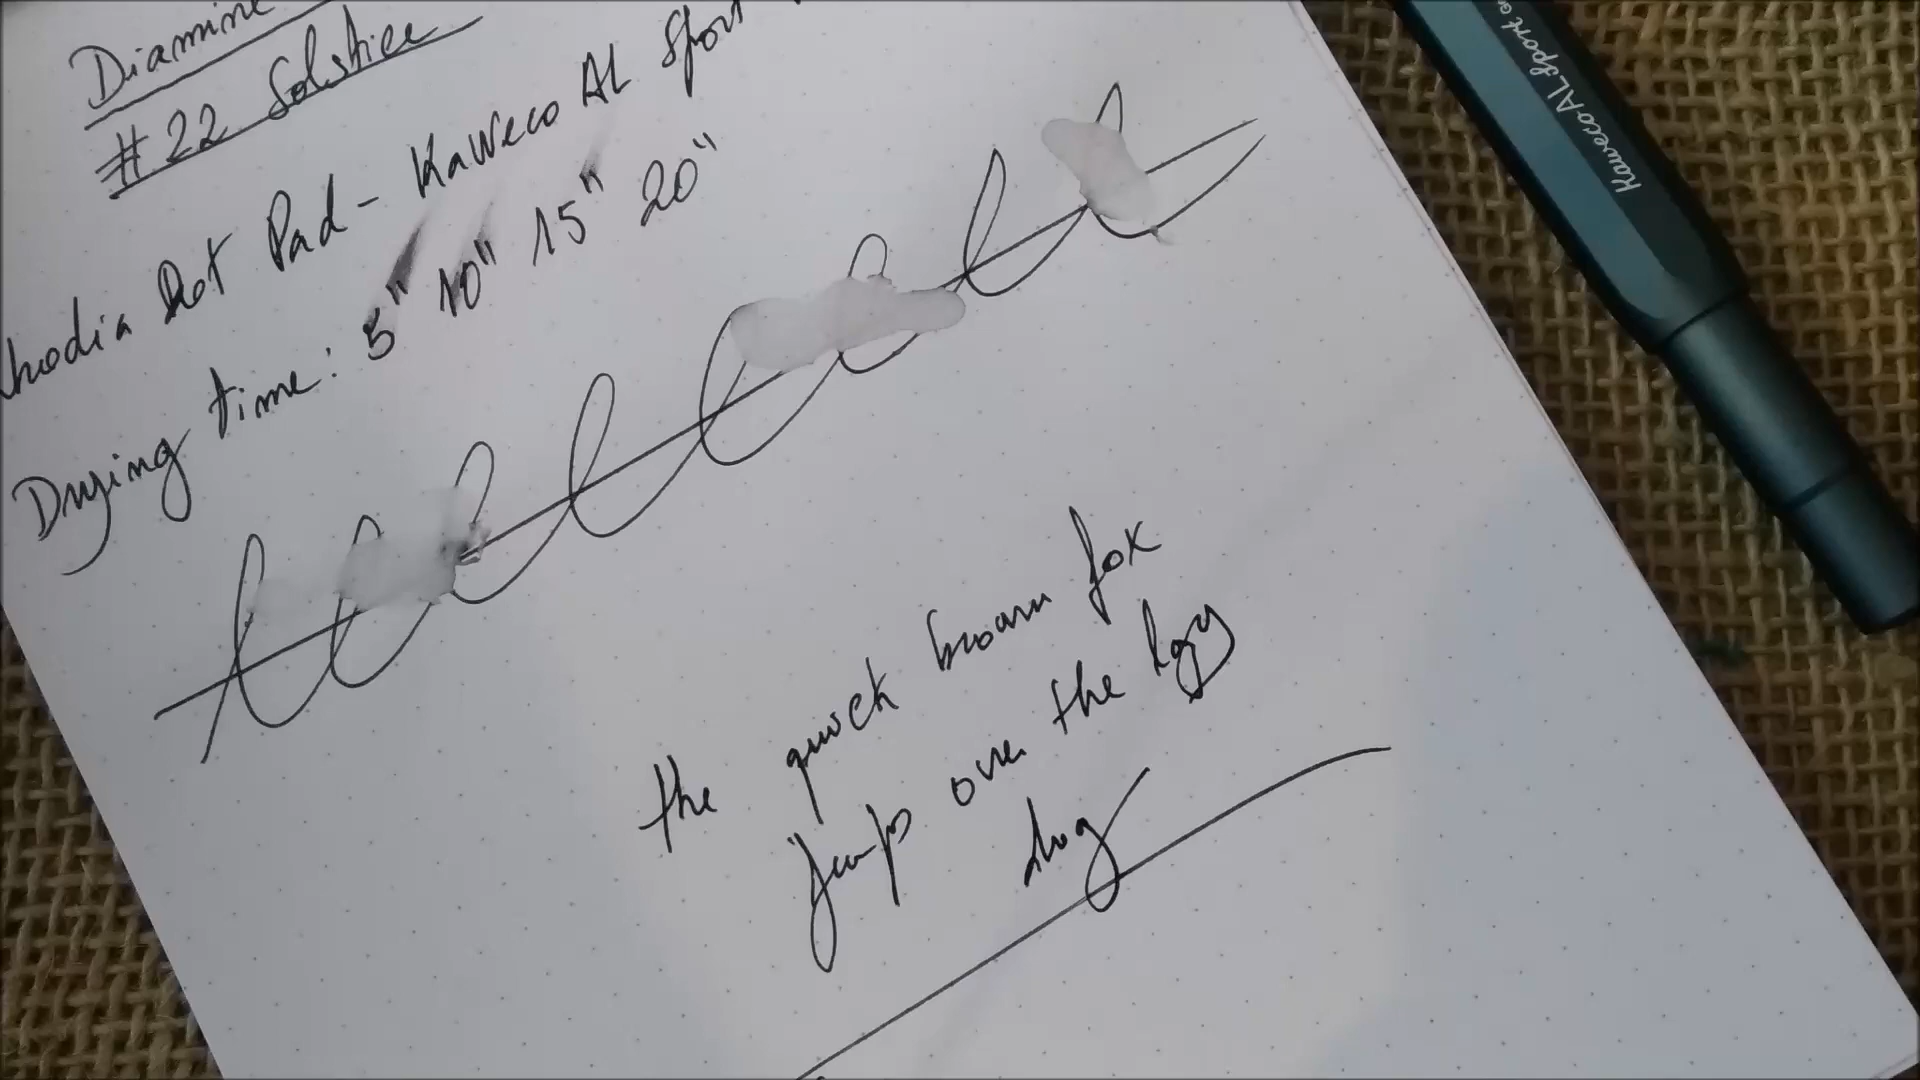 Diamine
#22 Solstice
Rhodia Dot Pad - Kaweco AL Sport
Drying time: 5" 10" 15" 20"
the quick brown fox
jumps over the lazy
dog
Kaweco AL Sport